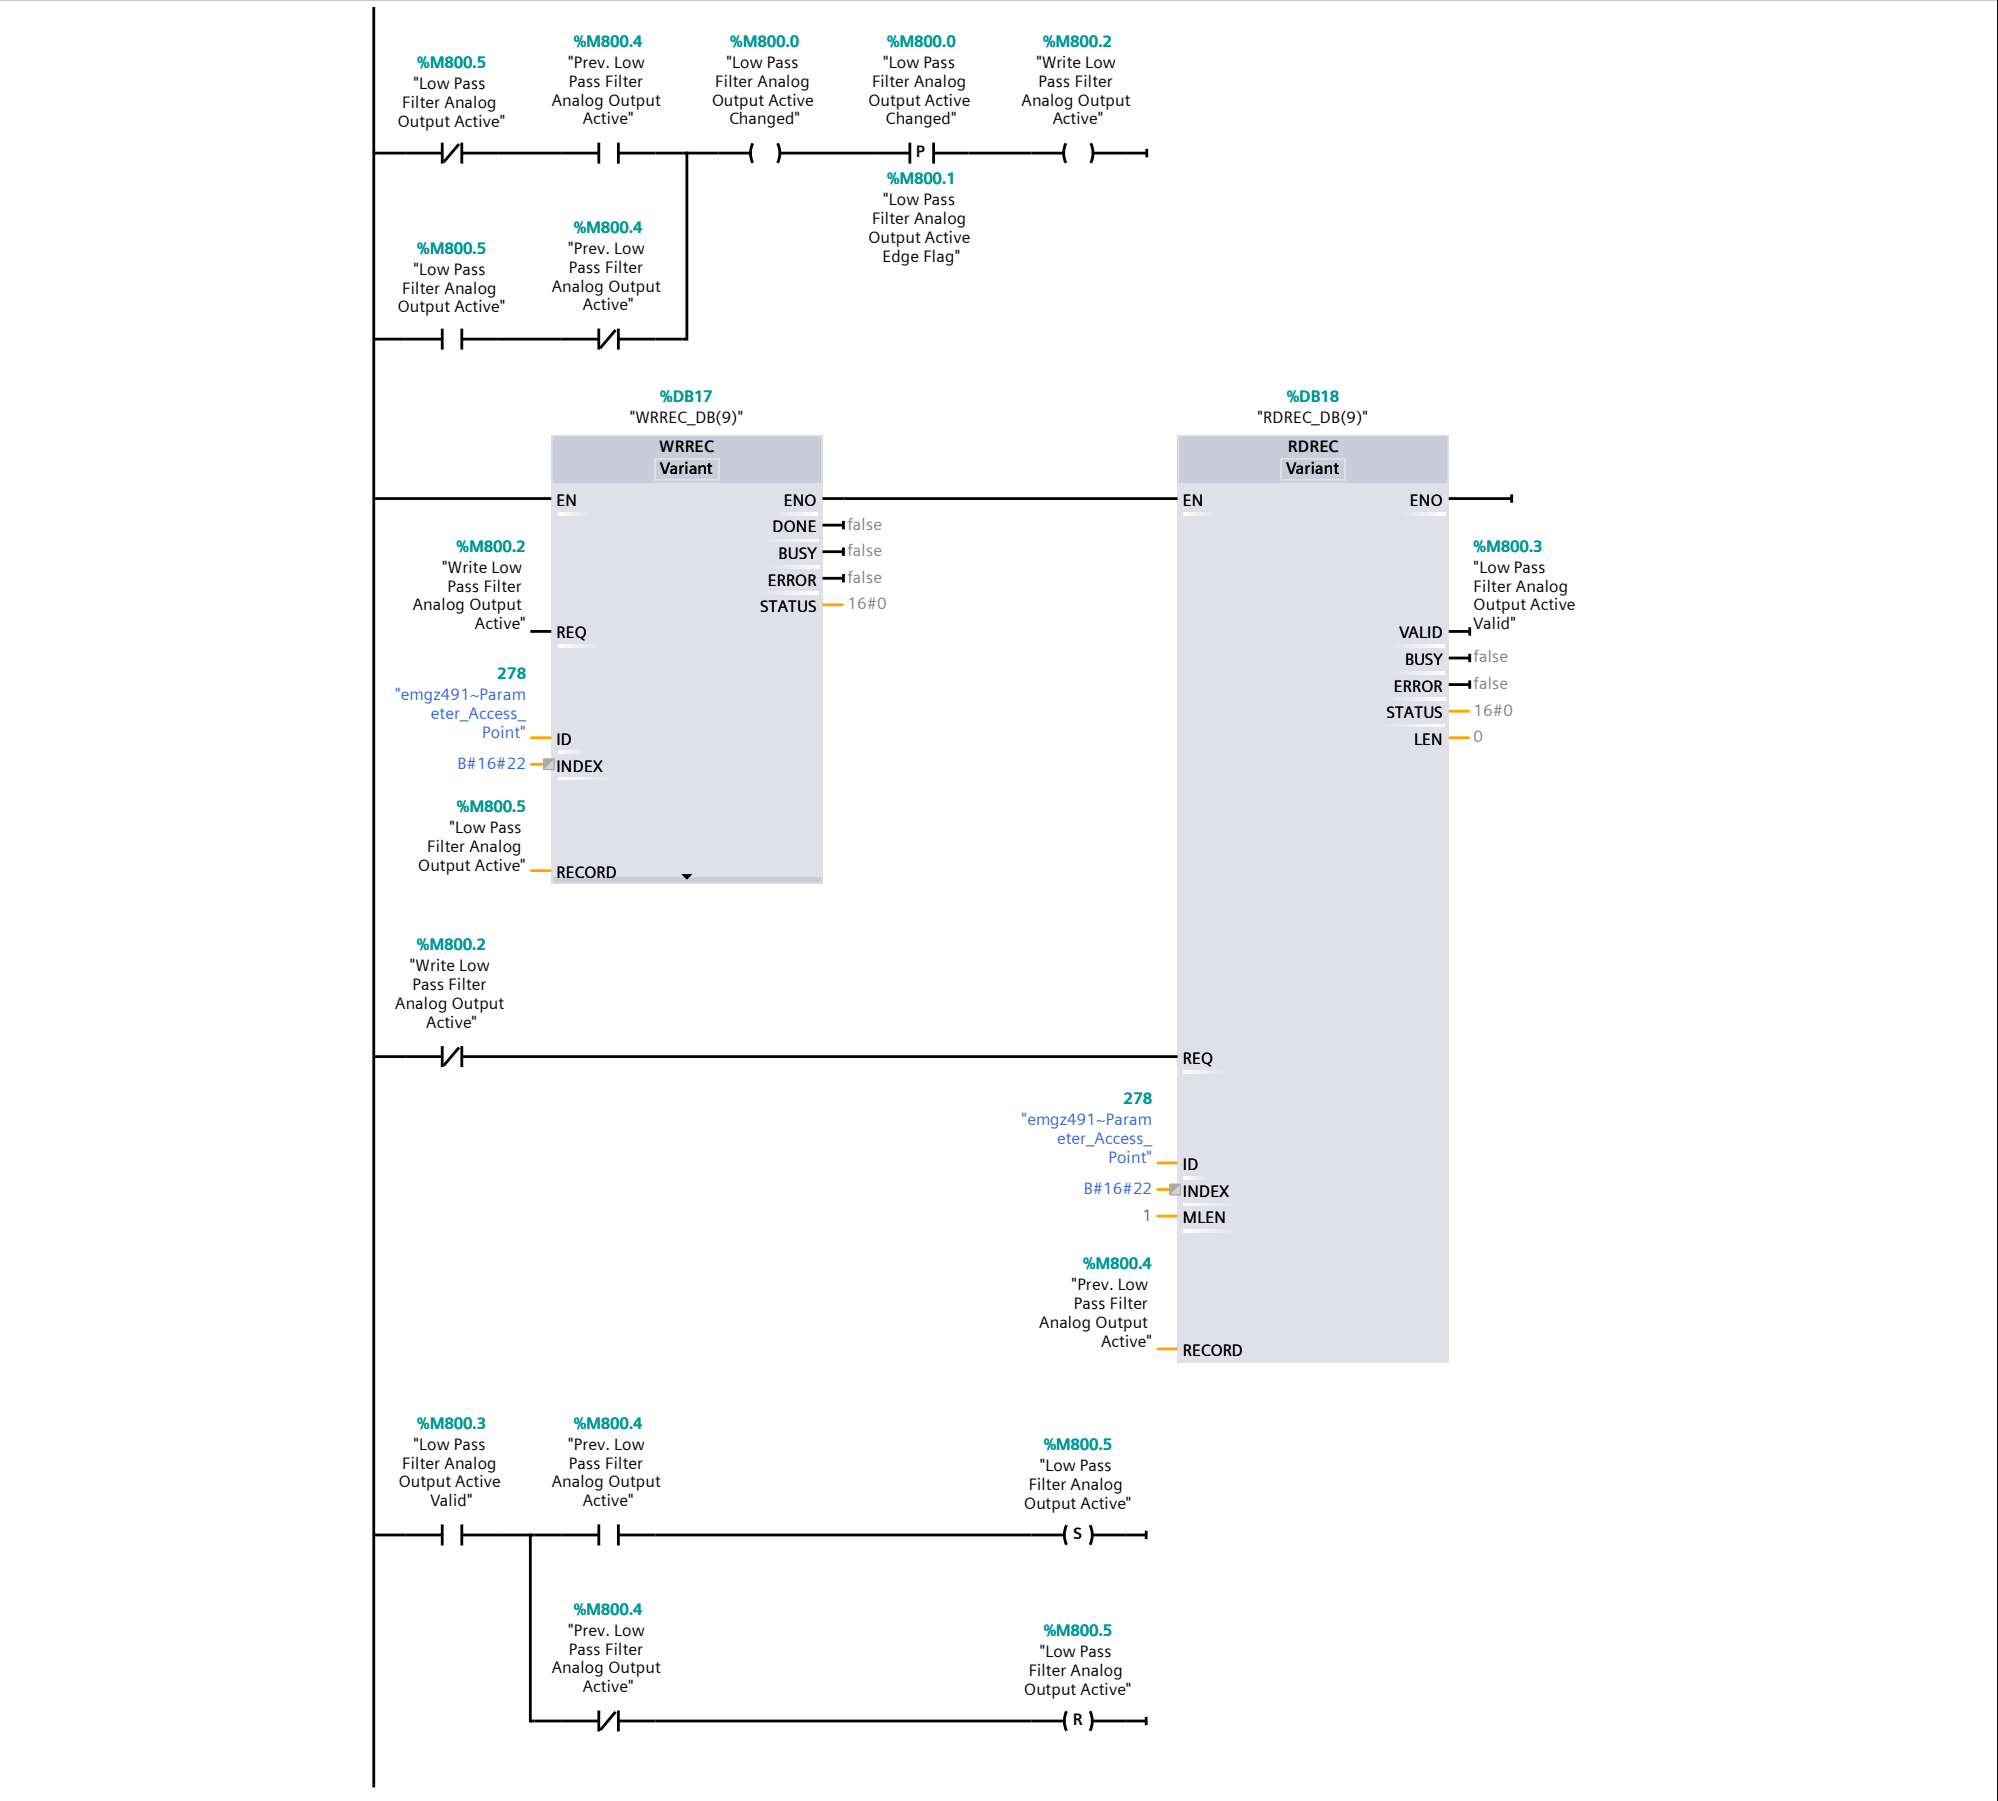 %M800.5
"Low Pass
Filter Analog
Output Active"
%M800.4
"Prev. Low
Pass Filter
Analog Output
Active"
%M800.0
"Low Pass
Filter Analog
Output Active
Changed"
%M800.0
"Low Pass
Filter Analog
Output Active
Changed"
%M800.2
"Write Low
Pass Filter
Analog Output
Active"
P
%M800.1
"Low Pass
Filter Analog
Output Active
Edge Flag"
%M800.5
"Low Pass
Filter Analog
Output Active"
%M800.4
"Prev. Low
Pass Filter
Analog Output
Active"
%DB17
"WRREC_DB(9)"
WRREC
Variant
EN
ENO
DONE
false
BUSY
false
ERROR
false
STATUS
16#0
%M800.2
"Write Low
Pass Filter
Analog Output
Active"
REQ
278
"emgz491~Param
eter_Access_
Point"
ID
B#16#22
INDEX
%M800.5
"Low Pass
Filter Analog
Output Active"
RECORD
%DB18
"RDREC_DB(9)"
RDREC
Variant
EN
ENO
%M800.3
"Low Pass
Filter Analog
Output Active
Valid"
VALID
BUSY
false
ERROR
false
STATUS
16#0
LEN
0
%M800.2
"Write Low
Pass Filter
Analog Output
Active"
REQ
278
"emgz491~Param
eter_Access_
Point"
ID
B#16#22
INDEX
1
MLEN
%M800.4
"Prev. Low
Pass Filter
Analog Output
Active"
RECORD
%M800.3
"Low Pass
Filter Analog
Output Active
Valid"
%M800.4
"Prev. Low
Pass Filter
Analog Output
Active"
%M800.5
"Low Pass
Filter Analog
Output Active"
S
%M800.4
"Prev. Low
Pass Filter
Analog Output
Active"
%M800.5
"Low Pass
Filter Analog
Output Active"
R